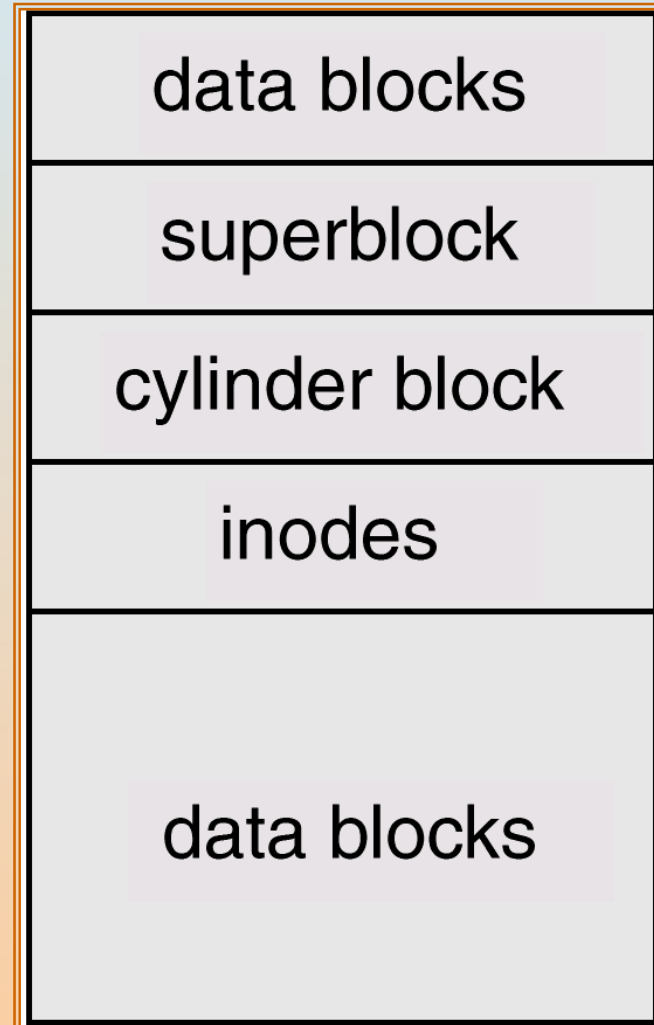 data blocks
superblock
cylinder block
inodes
data blocks